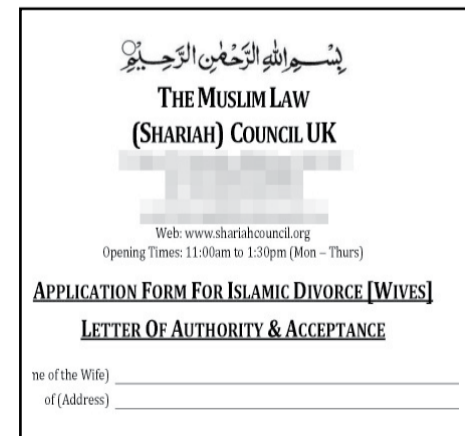 بِسْمِ اللهِ الرَّحْمٰنِ الرَّحِيْمِ
THE MUSLIM LAW
(SHARIAH) COUNCIL UK
Web: www.shariahcouncil.org
Opening Times: 11:00am to 1:30pm (Mon – Thurs)
APPLICATION FORM FOR ISLAMIC DIVORCE [WIVES]
LETTER OF AUTHORITY & ACCEPTANCE
ne of the Wife)
of (Address)